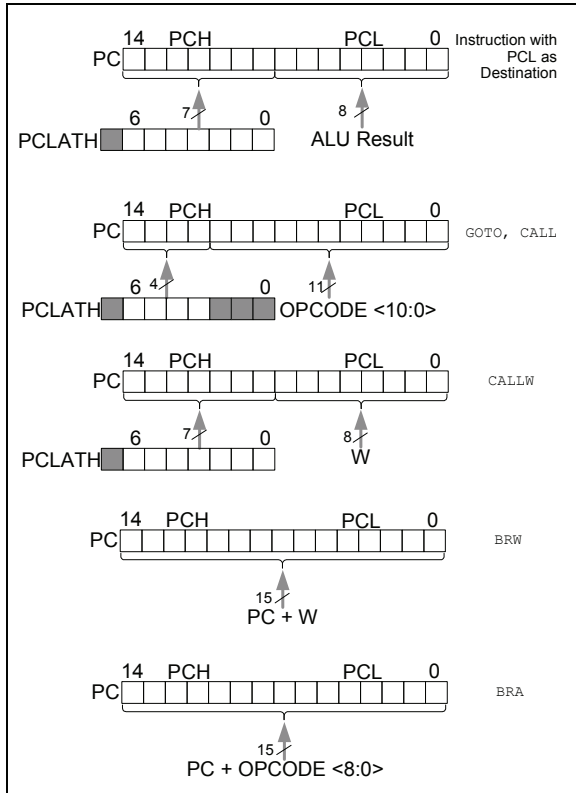 14 PCH PCL 0
PC
Instruction with
PCL as
Destination
7 8
6 0
PCLATH
ALU Result
14 PCH PCL 0
PC
GOTO, CALL
4 11
6 0
PCLATH
OPCODE <10:0>
14 PCH PCL 0
PC
CALLW
7 8
6 0
PCLATH
W
14 PCH PCL 0
PC
BRW
15
PC + W
14 PCH PCL 0
PC
BRA
15
PC + OPCODE <8:0>